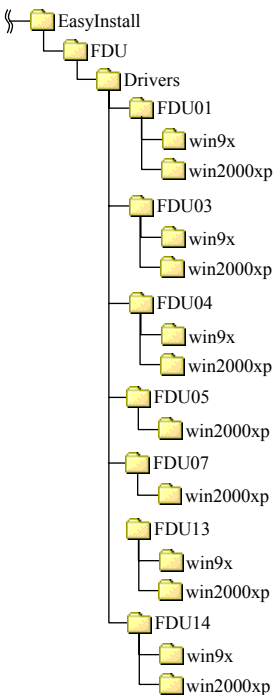 EasyInstall
FDU
Drivers
FDU01
win9x
win2000xp
FDU03
win9x
win2000xp
FDU04
win9x
win2000xp
FDU05
win2000xp
FDU07
win2000xp
FDU13
win9x
win2000xp
FDU14
win9x
win2000xp